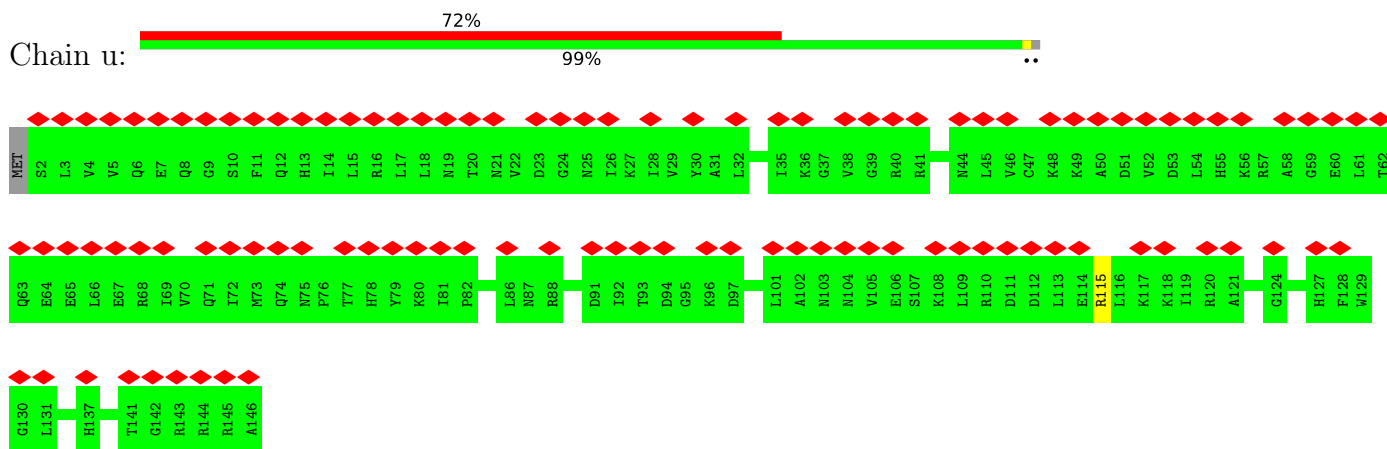 72%
Chain u:
99%
••
MET S2 L3 V4 V5 Q6 E7 Q8 G9 S10 F11 Q12 H13 I14 L15 R16 L17 L18 N19 T20 N21 V22 D23 G24 N25 I26 K27 I28 V29 Y30 A31 L32 I35 K36 G37 V38 G39 R40 R41 N44 L45 V46 C47 K48 K49 A50 D51 V52 D53 L54 H55 K56 R57 A58 G59 E60 L61 T62
Q63 E64 E65 L66 E67 R68 I69 V70 Q71 I72 M73 Q74 N75 P76 T77 H78 Y79 K80 I81 P82 L86 N87 R88 D91 I92 T93 D94 G95 K96 D97 L101 A102 N103 N104 V105 E106 S107 K108 L109 R110 D111 D112 L113 E114 R115 L116 K117 K118 I119 R120 A121 G124 H127 F128 W129
G130 L131 H137 T141 G142 R143 R144 R145 A146